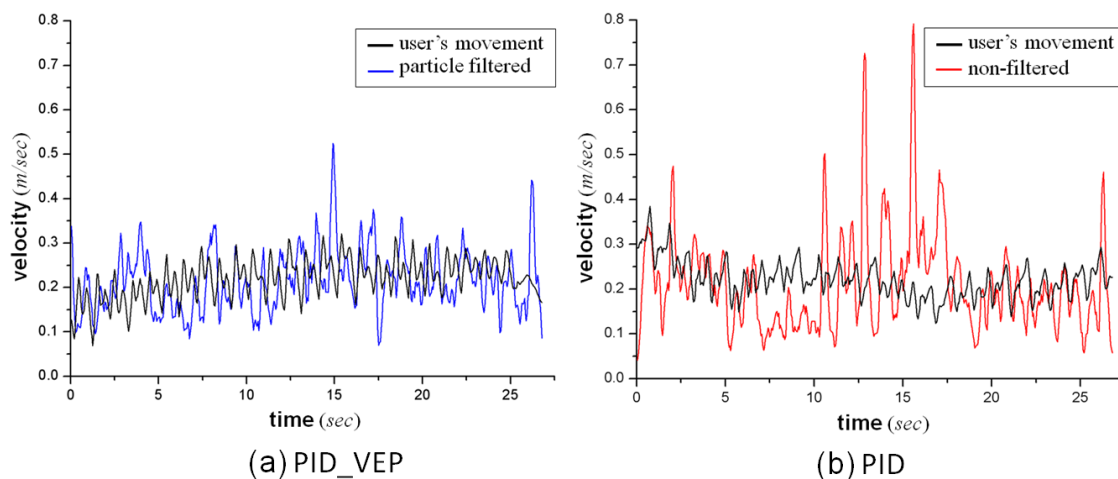 0.8
0.7
0.6
0.5
0.4
0.3
0.2
0.1
0.0
velocity (m/sec)
user's movement
particle filtered
0 5 10 15 20 25
time (sec)
(a) PID_VEP
0.8
0.7
0.6
0.5
0.4
0.3
0.2
0.1
0.0
velocity (m/sec)
user's movement
non-filtered
0 5 10 15 20 25
time (sec)
(b) PID